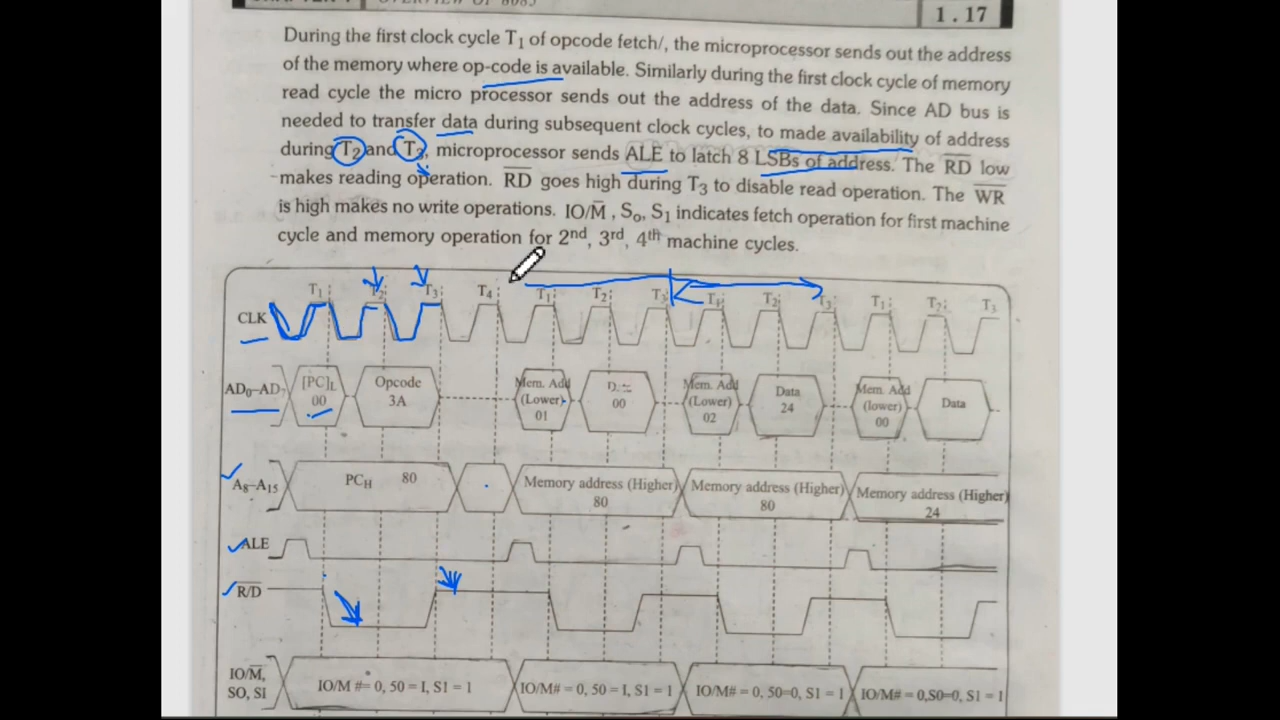 OVERVIEW OF 8085
1.17
During the first clock cycle T1 of opcode fetch/, the microprocessor sends out the address
of the memory where op-code is available. Similarly during the first clock cycle of memory
read cycle the micro processor sends out the address of the data. Since AD bus is
needed to transfer data during subsequent clock cycles, to made availability of address
during T2 and T3, microprocessor sends ALE to latch 8 LSBs of address. The R̅D̅ low
makes reading operation. R̅D̅ goes high during T3 to disable read operation. The W̅R̅
is high makes no write operations. IO/M̅, So, S1 indicates fetch operation for first machine
cycle and memory operation for 2nd, 3rd, 4th machine cycles.
T1 T2 T3 T4 T1 T2 T3 T1 T2 T3 T1 T2 T3
CLK
AD0–AD7 [PC]L Opcode Mem. Add Mem. Add Data Mem. Add Data
00 3A (Lower) 00 (Lower) 24 (lower)
01 02 00
A8–A15 PCH 80 Memory address (Higher) Memory address (Higher) Memory address (Higher)
80 80 24
ALE
R̅/D̅
IO/M̅,
SO, SI IO/M #= 0, 50 = I, S1 = 1 IO/M# = 0, 50 = I, S1 = 1 IO/M# = 0, 50=0, S1 = 1 IO/M# = 0,S0=0, S1 = 1